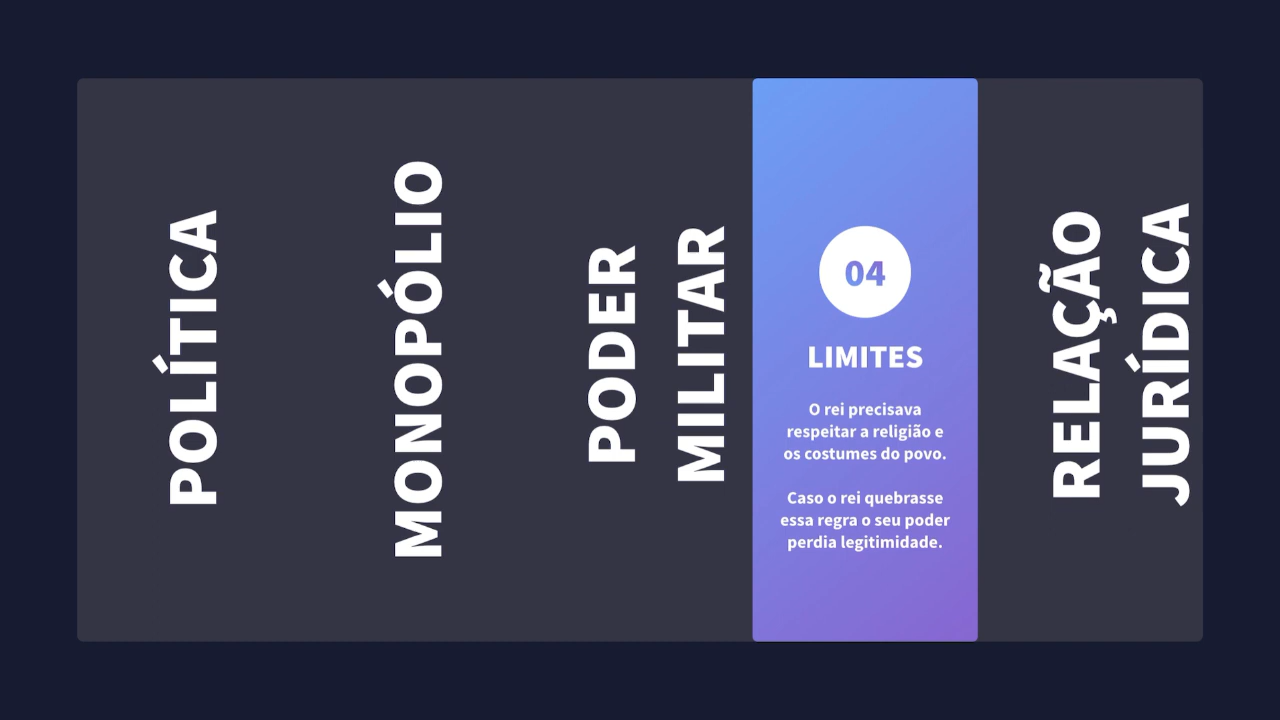 POLÍTICA
MONOPÓLIO
PODER
MILITAR
04
LIMITES
O rei precisava
respeitar a religião e
os costumes do povo.
Caso o rei quebrasse
essa regra o seu poder
perdia legitimidade.
RELAÇÃO
JURÍDICA